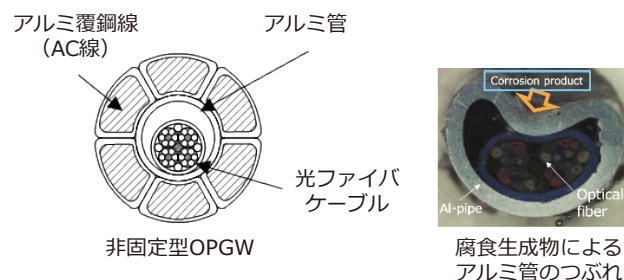 アルミ覆鋼線
（AC線）
アルミ管
光ファイバ
ケーブル
非固定型OPGW
Corrosion product
Al-pipe
Optical
fiber
腐食生成物による
アルミ管のつぶれ